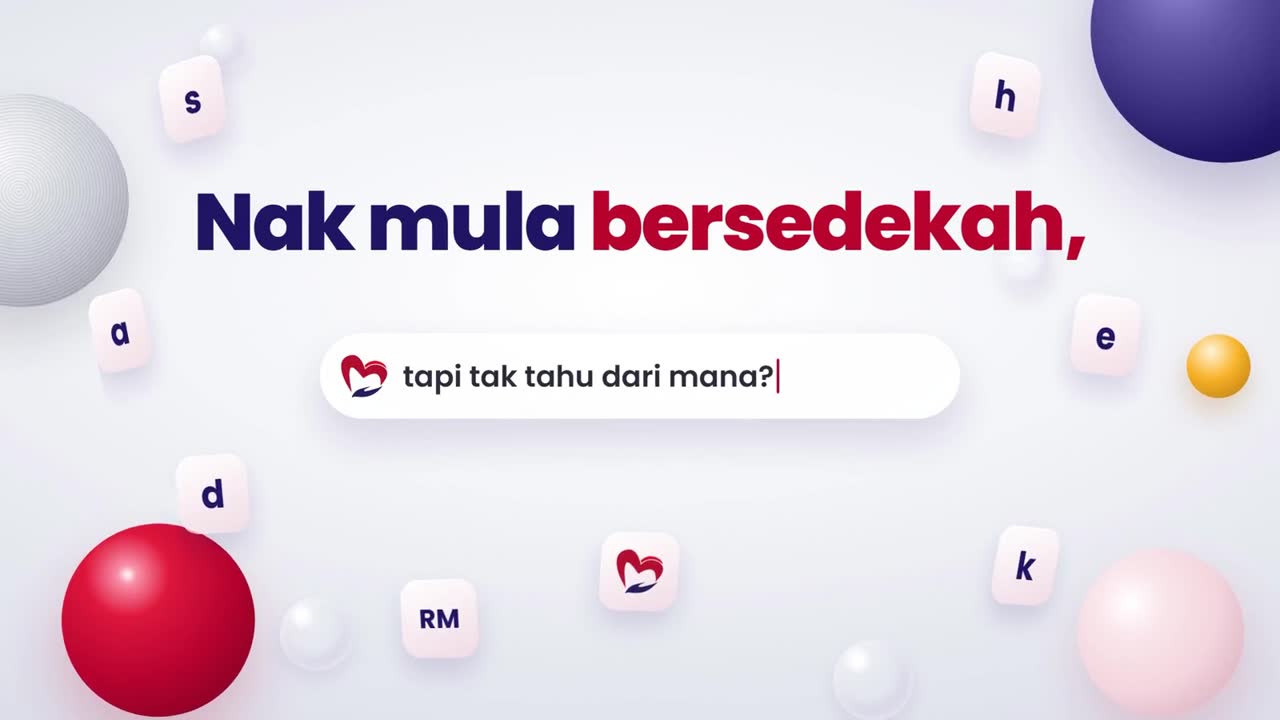 s
h
Nak mula bersedekah,
a
e
tapi tak tahu dari mana?
d
k
RM